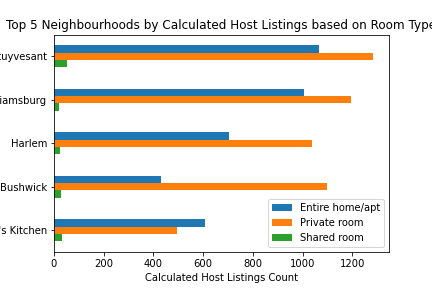 Top 5 Neighbourhoods by Calculated Host Listings based on Room Type
tuyvesant
iamsburg
Harlem
Bushwick
's Kitchen
Entire home/apt
Private room
Shared room
0 200 400 600 800 1000 1200
Calculated Host Listings Count